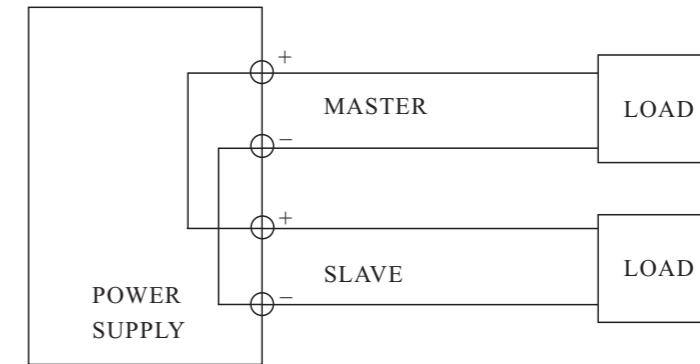 +
MASTER
LOAD
−
+
SLAVE
LOAD
−
POWER
SUPPLY